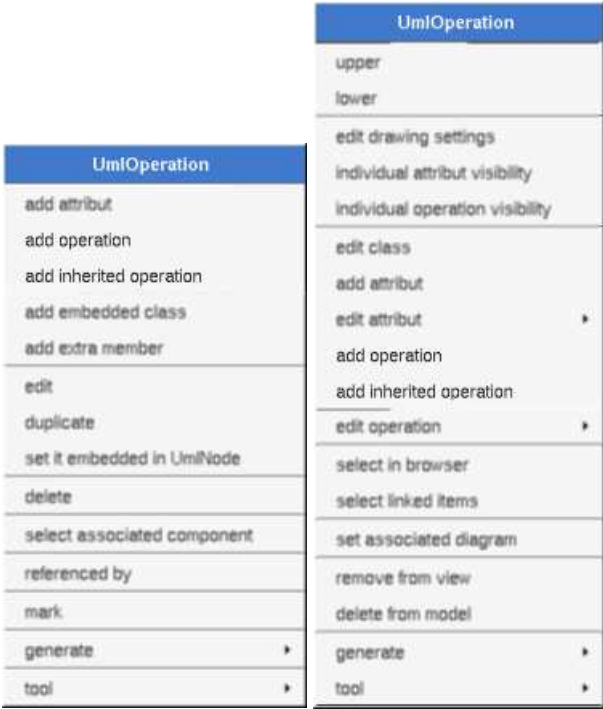 UmlOperation
add attribut
add operation
add inherited operation
add embedded class
add extra member
edit
duplicate
set it embedded in UmlNode
delete
select associated component
referenced by
mark
generate
tool
UmlOperation
upper
lower
edit drawing settings
individual attribut visibility
individual operation visibility
edit class
add attribut
edit attribut
add operation
add inherited operation
edit operation
select in browser
select linked items
set associated diagram
remove from view
delete from model
generate
tool